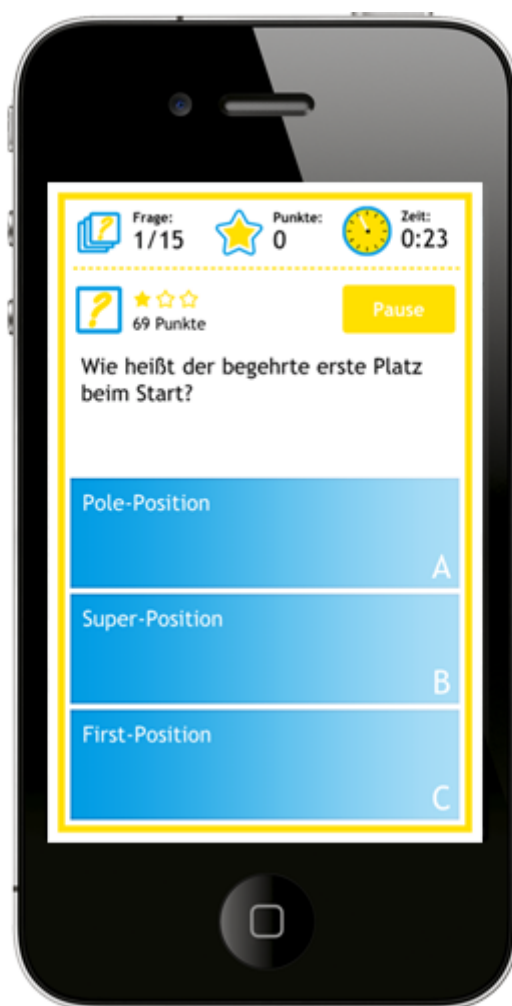 Frage:
1/15
Punkte:
0
Zeit:
0:23
69 Punkte
Pause
Wie heißt der begehrte erste Platz
beim Start?
Pole-Position
A
Super-Position
B
First-Position
C